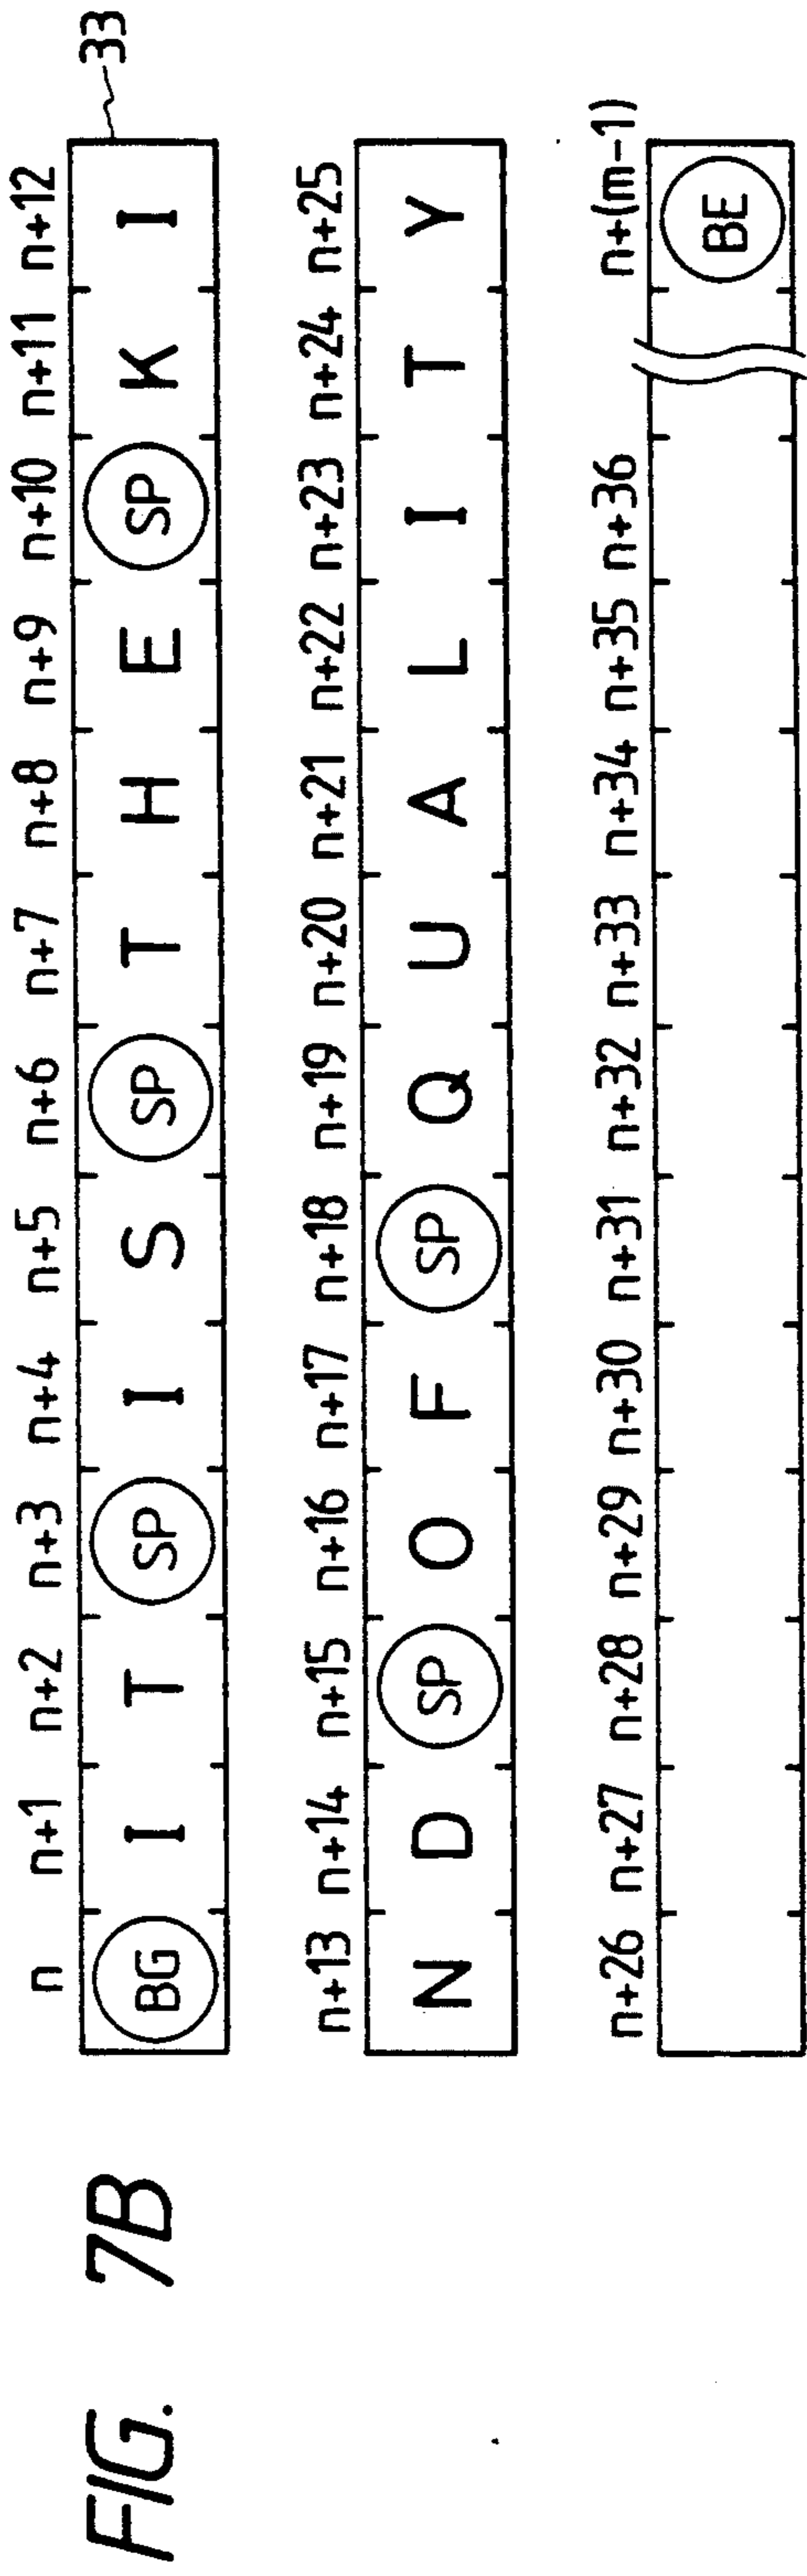 FIG. 7B
n n+1 n+2 n+3 n+4 n+5 n+6 n+7 n+8 n+9 n+10 n+11 n+12
BG I T SP I S SP T H E SP K I
33
n+13 n+14 n+15 n+16 n+17 n+18 n+19 n+20 n+21 n+22 n+23 n+24 n+25
N D SP O F SP Q U A L I T Y
n+26 n+27 n+28 n+29 n+30 n+31 n+32 n+33 n+34 n+35 n+36 n+(m-1)
BE